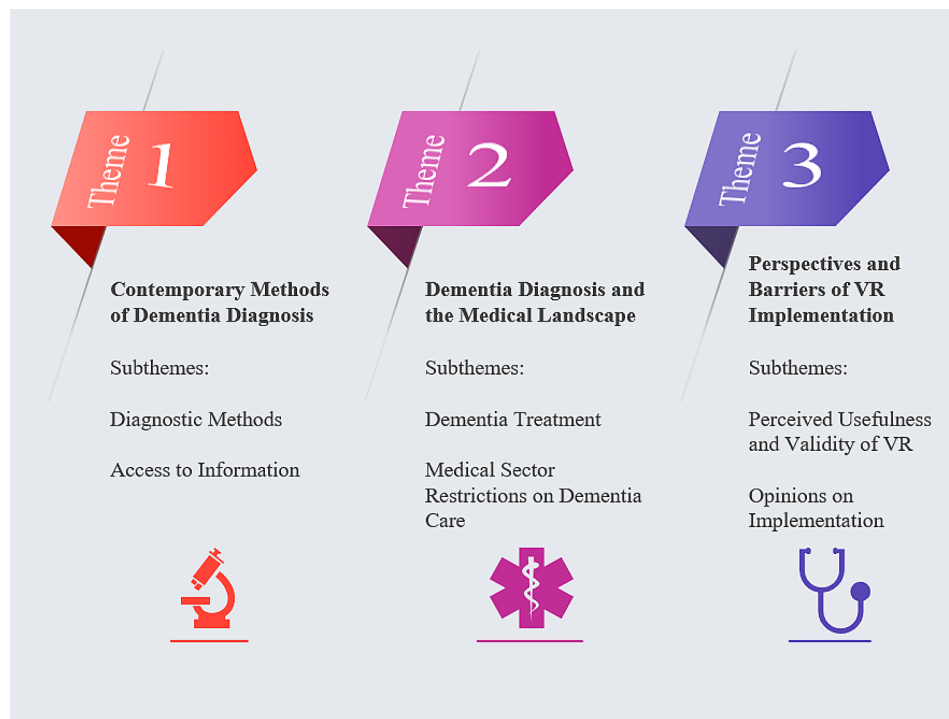 Theme 1
Contemporary Methods
of Dementia Diagnosis
Subthemes:
Diagnostic Methods
Access to Information
Theme 2
Dementia Diagnosis and
the Medical Landscape
Subthemes:
Dementia Treatment
Medical Sector
Restrictions on Dementia
Care
Theme 3
Perspectives and
Barriers of VR
Implementation
Subthemes:
Perceived Usefulness
and Validity of VR
Opinions on
Implementation